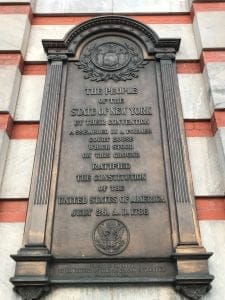 THE PEOPLE
OF THE
STATE OF NEW YORK
BY THEIR CONVENTION
ASSEMBLED IN A FORMER
COURT HOUSE
WHICH STOOD
ON THIS GROUND
RATIFIED
THE CONSTITUTION
OF THE
UNITED STATES OF AMERICA
JULY 26, A.D. 1788